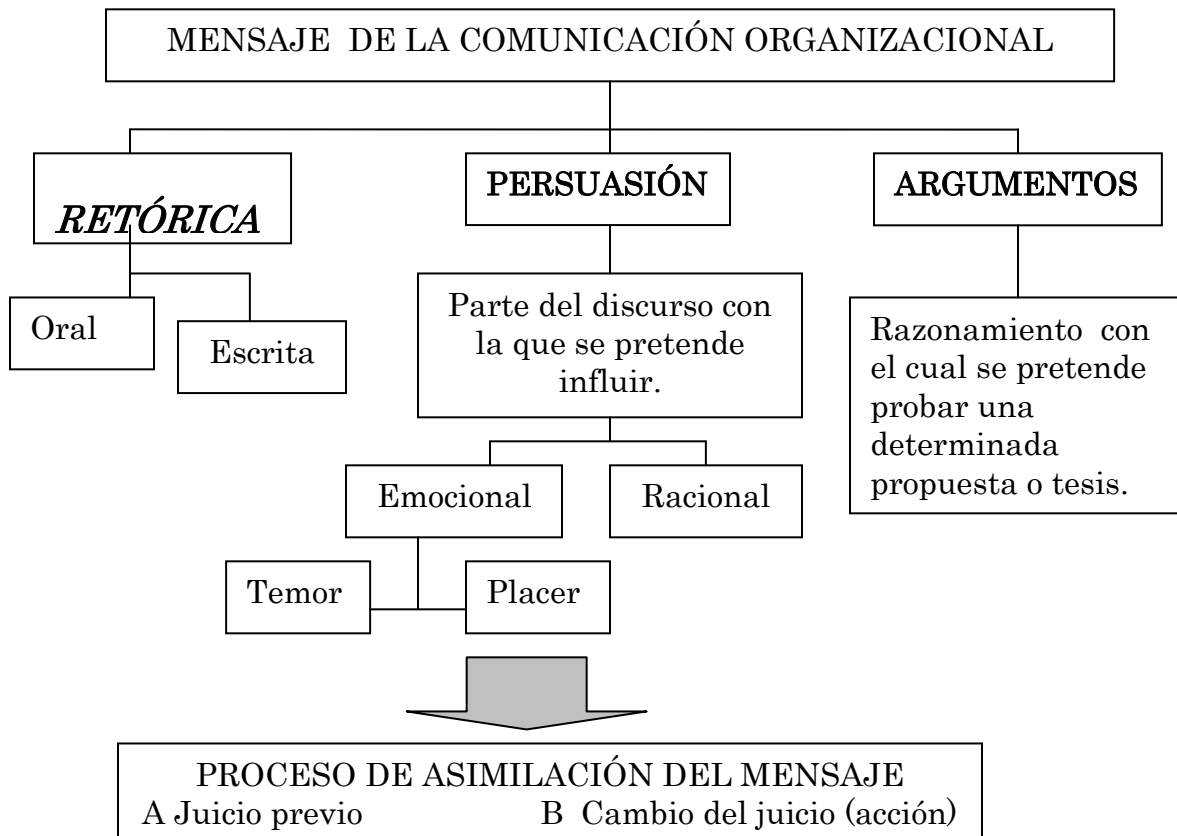 MENSAJE DE LA COMUNICACIÓN ORGANIZACIONAL
RETÓRICA
PERSUASIÓN
ARGUMENTOS
Oral
Escrita
Parte del discurso con
la que se pretende
influir.
Razonamiento con
el cual se pretende
probar una
determinada
propuesta o tesis.
Emocional
Racional
Temor
Placer
PROCESO DE ASIMILACIÓN DEL MENSAJE
A Juicio previo B Cambio del juicio (acción)